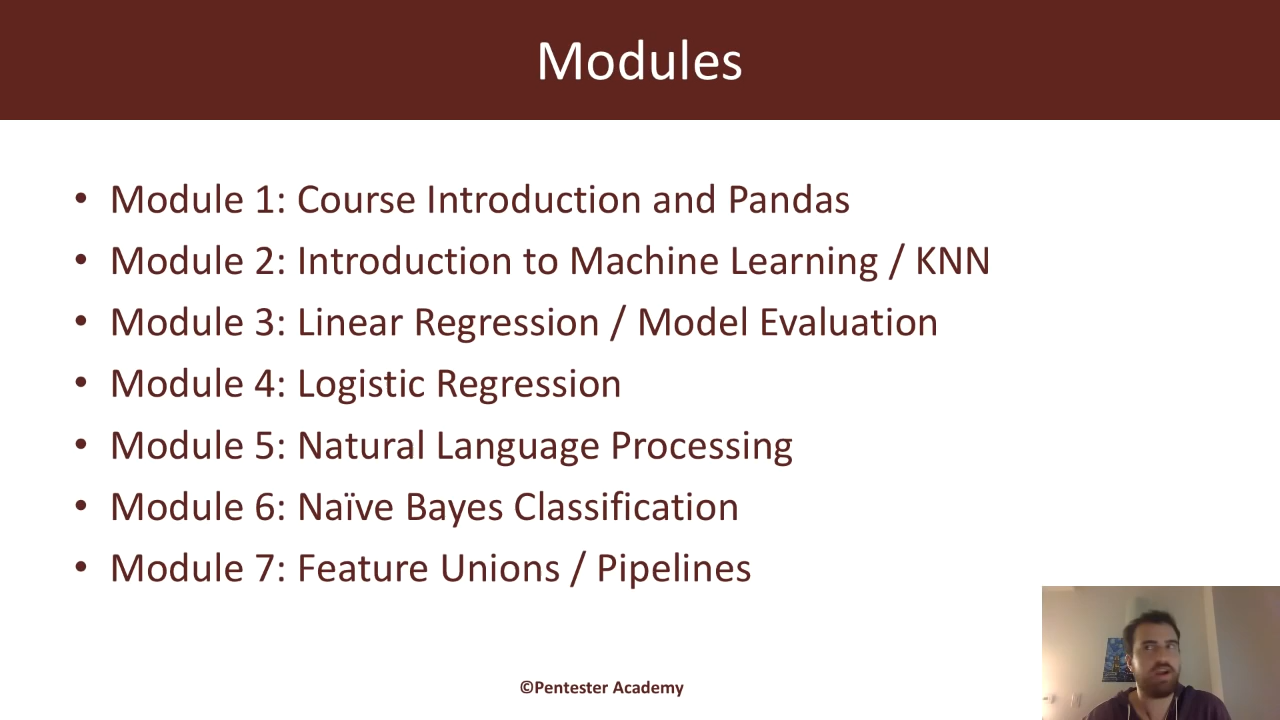 Modules
• Module 1: Course Introduction and Pandas
• Module 2: Introduction to Machine Learning / KNN
• Module 3: Linear Regression / Model Evaluation
• Module 4: Logistic Regression
• Module 5: Natural Language Processing
• Module 6: Naïve Bayes Classification
• Module 7: Feature Unions / Pipelines
©Pentester Academy